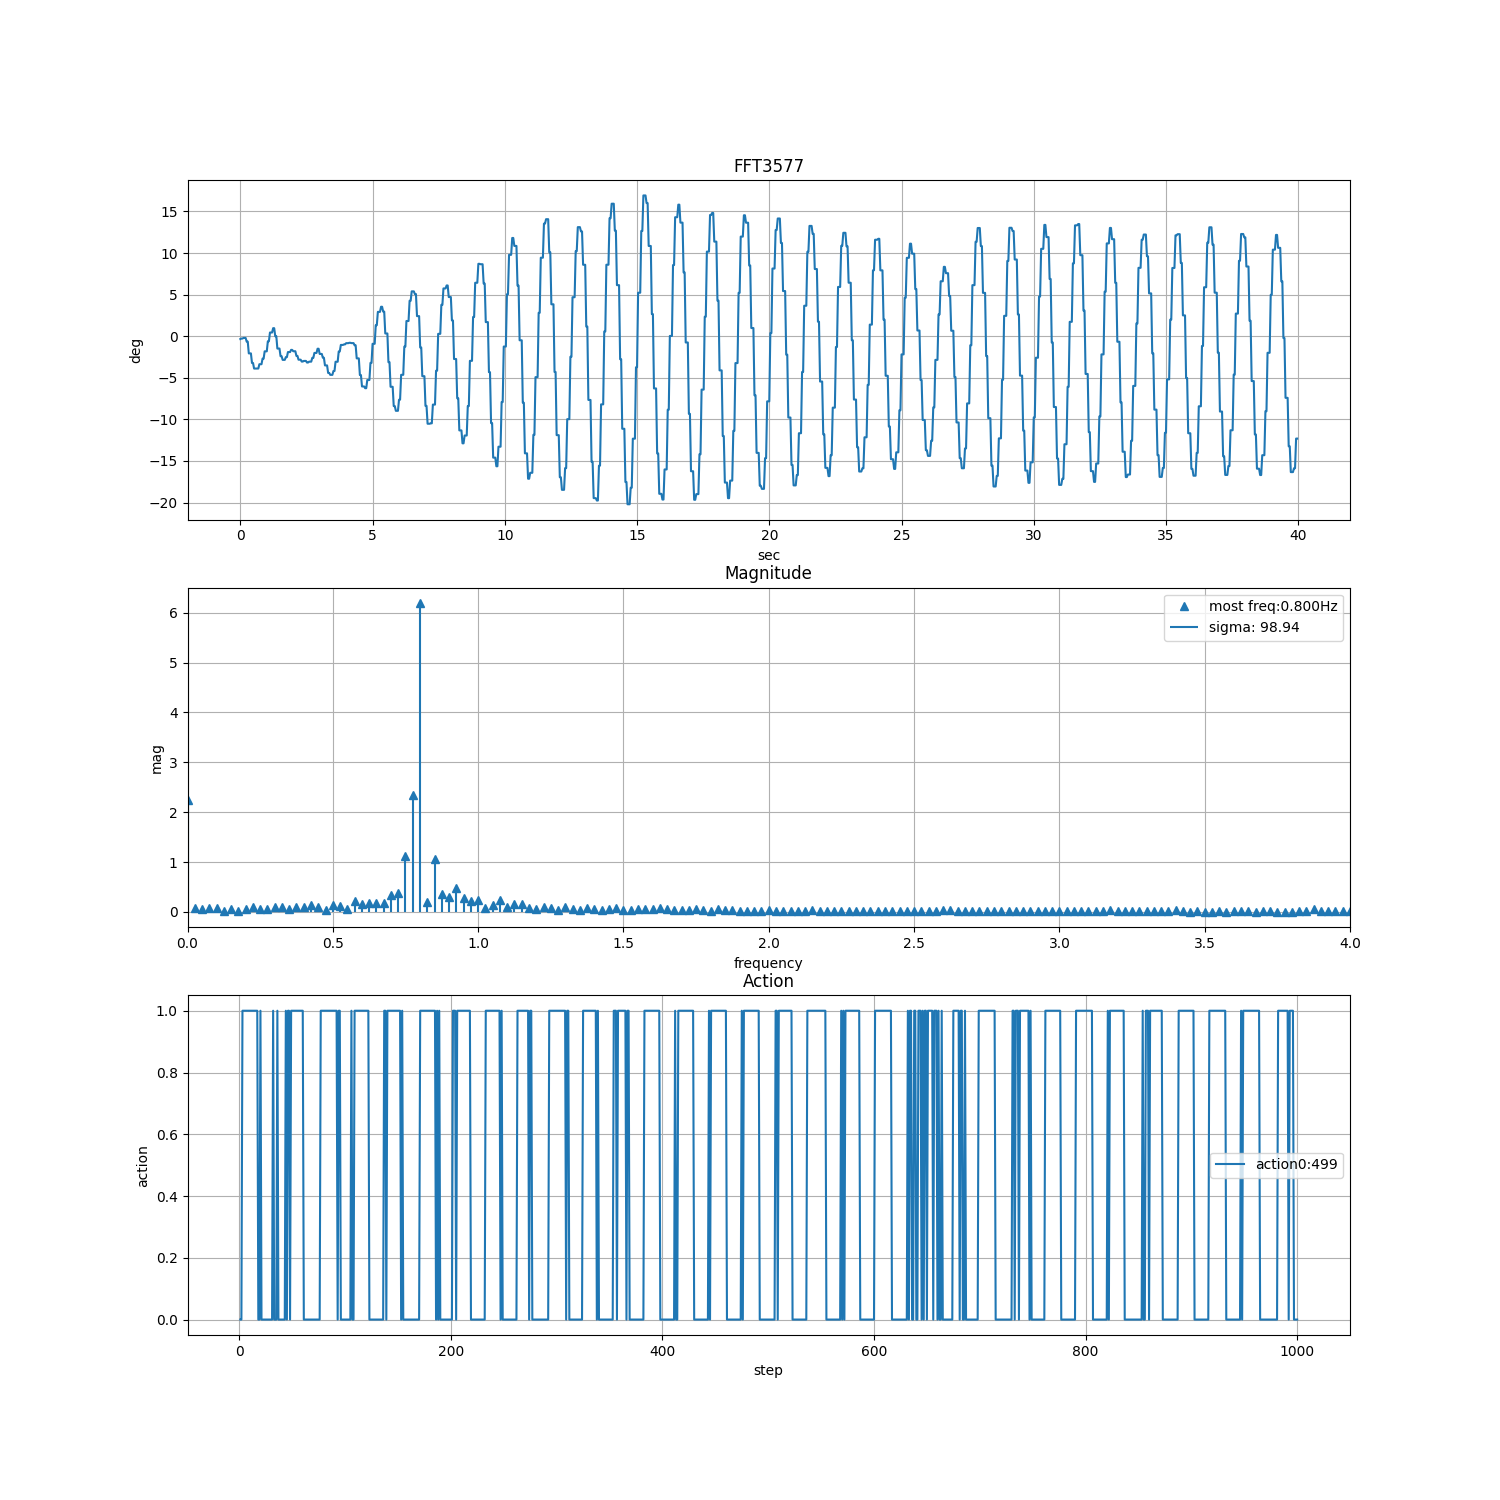 FFT3577
15
10
5
0
−5
−10
−15
−20
deg
0 5 10 15 20 25 30 35 40
sec
Magnitude
most freq:0.800Hz
sigma: 98.94
6
5
4
3
2
1
0
mag
0.0 0.5 1.0 1.5 2.0 2.5 3.0 3.5 4.0
frequency
Action
1.0
0.8
0.6
0.4
0.2
0.0
action
action0:499
0 200 400 600 800 1000
step